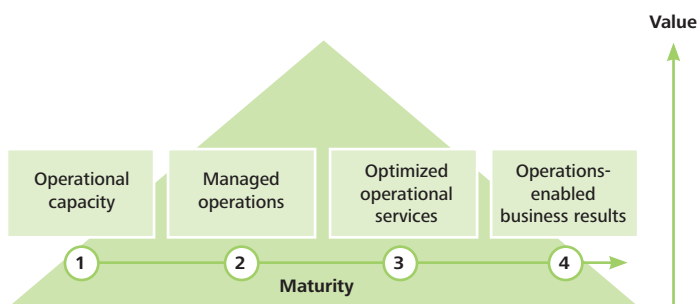 Value
Operational
capacity
Managed
operations
Optimized
operational
services
Operations-
enabled
business results
1
2
3
4
Maturity